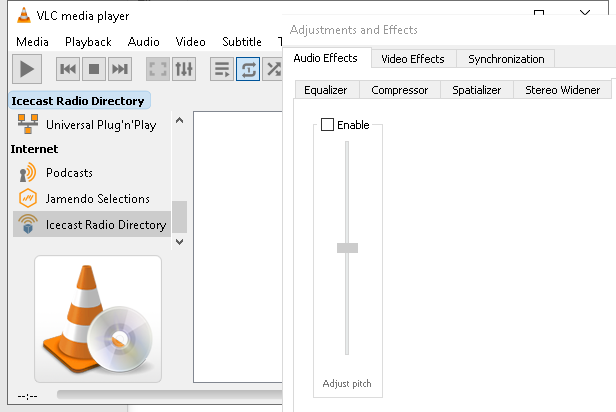 VLC media player
Media Playback Audio Video Subtitle
Icecast Radio Directory
Universal Plug'n'Play
Internet
Podcasts
Jamendo Selections
Icecast Radio Directory
--:--
Adjustments and Effects
Audio Effects Video Effects Synchronization
Equalizer Compressor Spatializer Stereo Widener
Enable
Adjust pitch